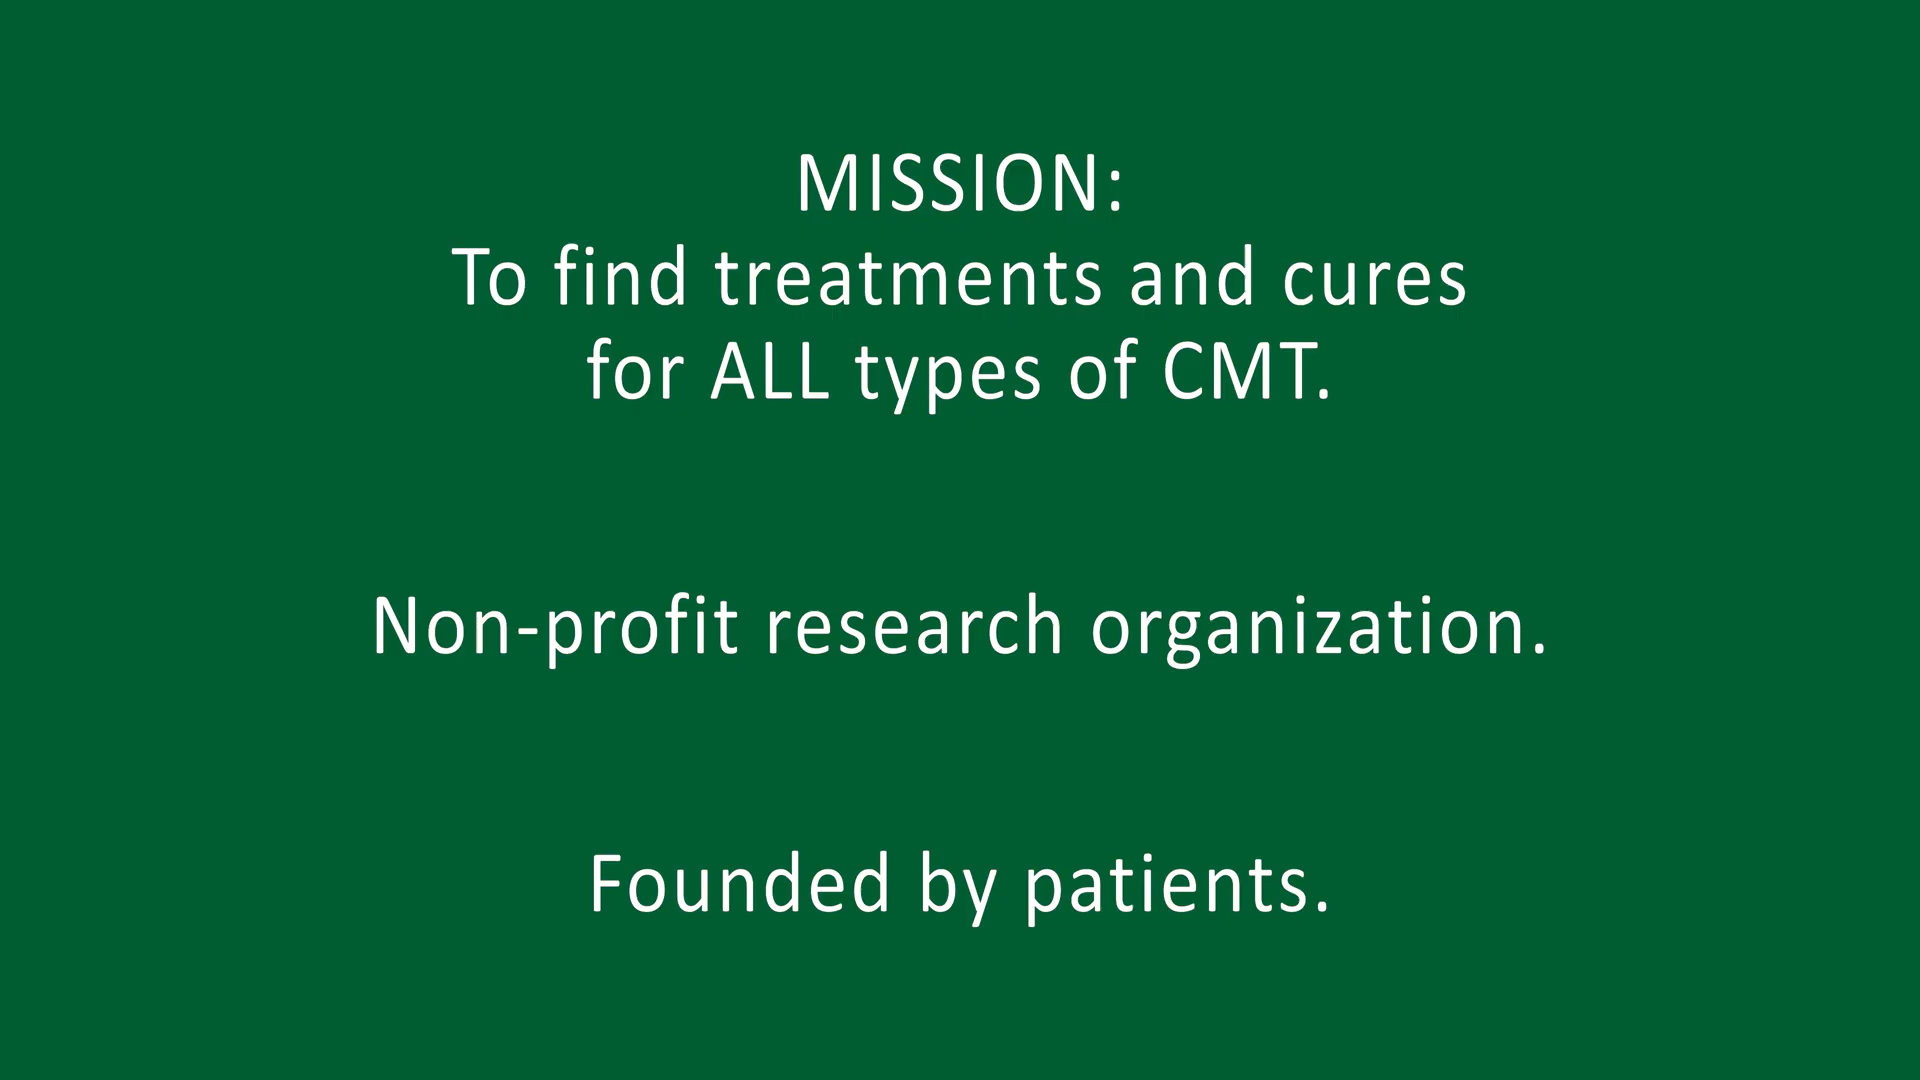 MISSION:
To find treatments and cures
for ALL types of CMT.
Non-profit research organization.
Founded by patients.